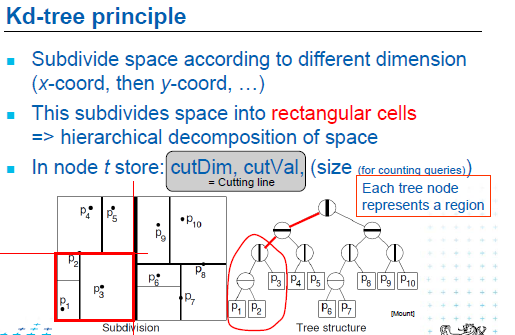 Kd-tree principle
Subdivide space according to different dimension
(x-coord, then y-coord, …)
This subdivides space into rectangular cells
=> hierarchical decomposition of space
In node t store: cutDim, cutVal, (size (for counting queries))
= Cutting line
Each tree node
represents a region
p4 p5
p9 p10
p2
p1 p3
p6 p8
p7
p3 p4 p5 p8 p9 p10
p1 p2 p6 p7
[Mount]
Subdivision Tree structure